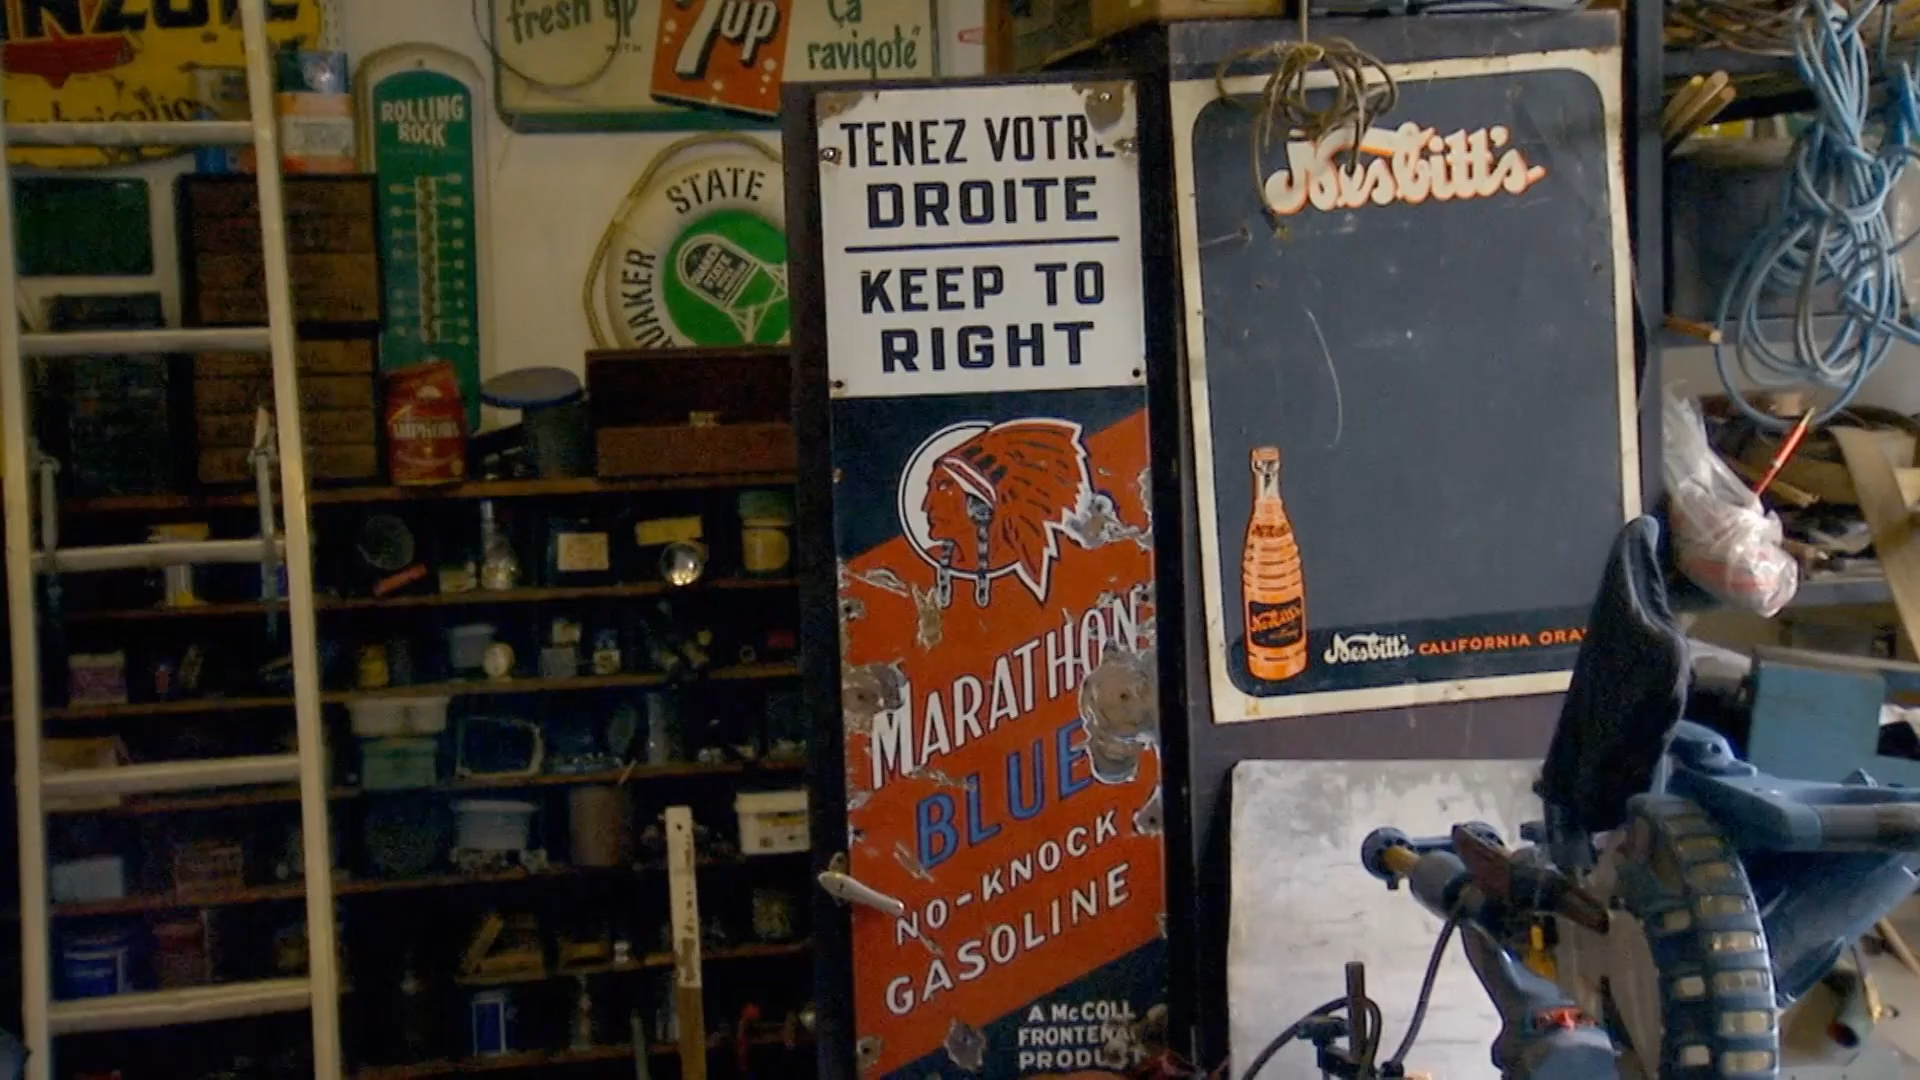 fresh up
WITH
7up
Ça
ravigote"
ROLLING
ROCK
QUAKER STATE
TENEZ VOTRE
DROITE
KEEP TO
RIGHT
MARATHON
BLUE
NO-KNOCK
GASOLINE
A McCOLL
FRONTENAC
PRODUCT
Nesbitt's
Nesbitt's CALIFORNIA